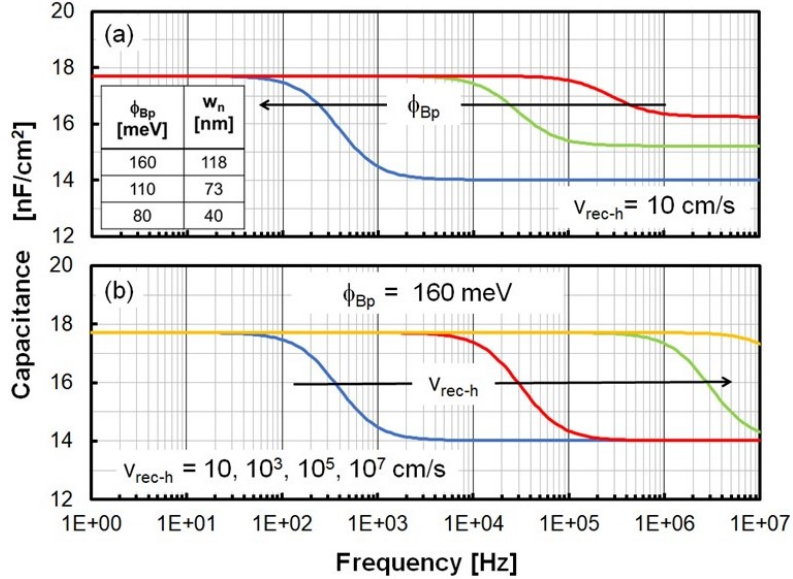 Capacitance [nF/cm²]
20
18
16
14
12
(a)
ϕBp [meV] wn [nm]
160 118
110 73
80 40
ϕBp
vrec-h = 10 cm/s
20
18
16
14
12
(b)
ϕBp = 160 meV
vrec-h
vrec-h = 10, 10³, 10⁵, 10⁷ cm/s
1E+00 1E+01 1E+02 1E+03 1E+04 1E+05 1E+06 1E+07
Frequency [Hz]